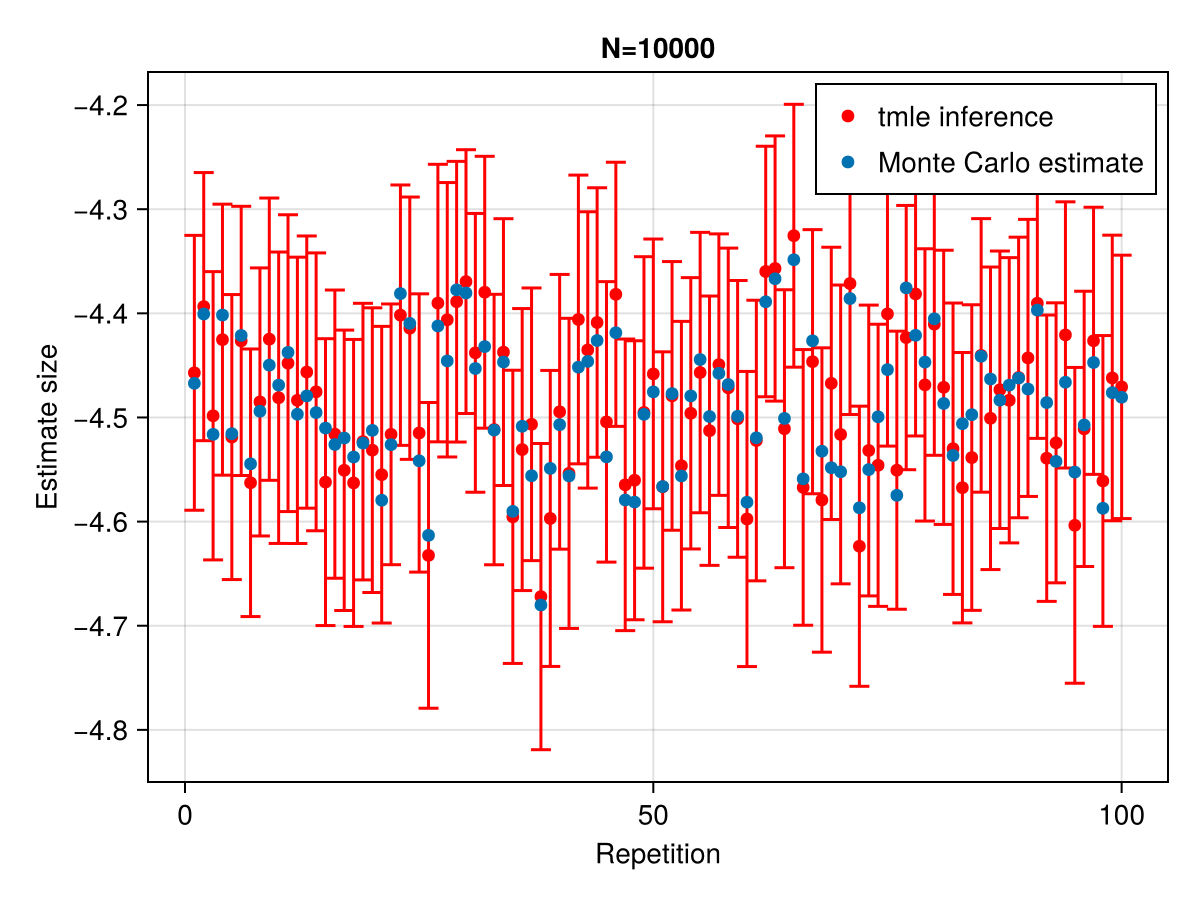 N=10000
−4.2
−4.3
−4.4
−4.5
−4.6
−4.7
−4.8
Estimate size
tmle inference
Monte Carlo estimate
0
50
100
Repetition